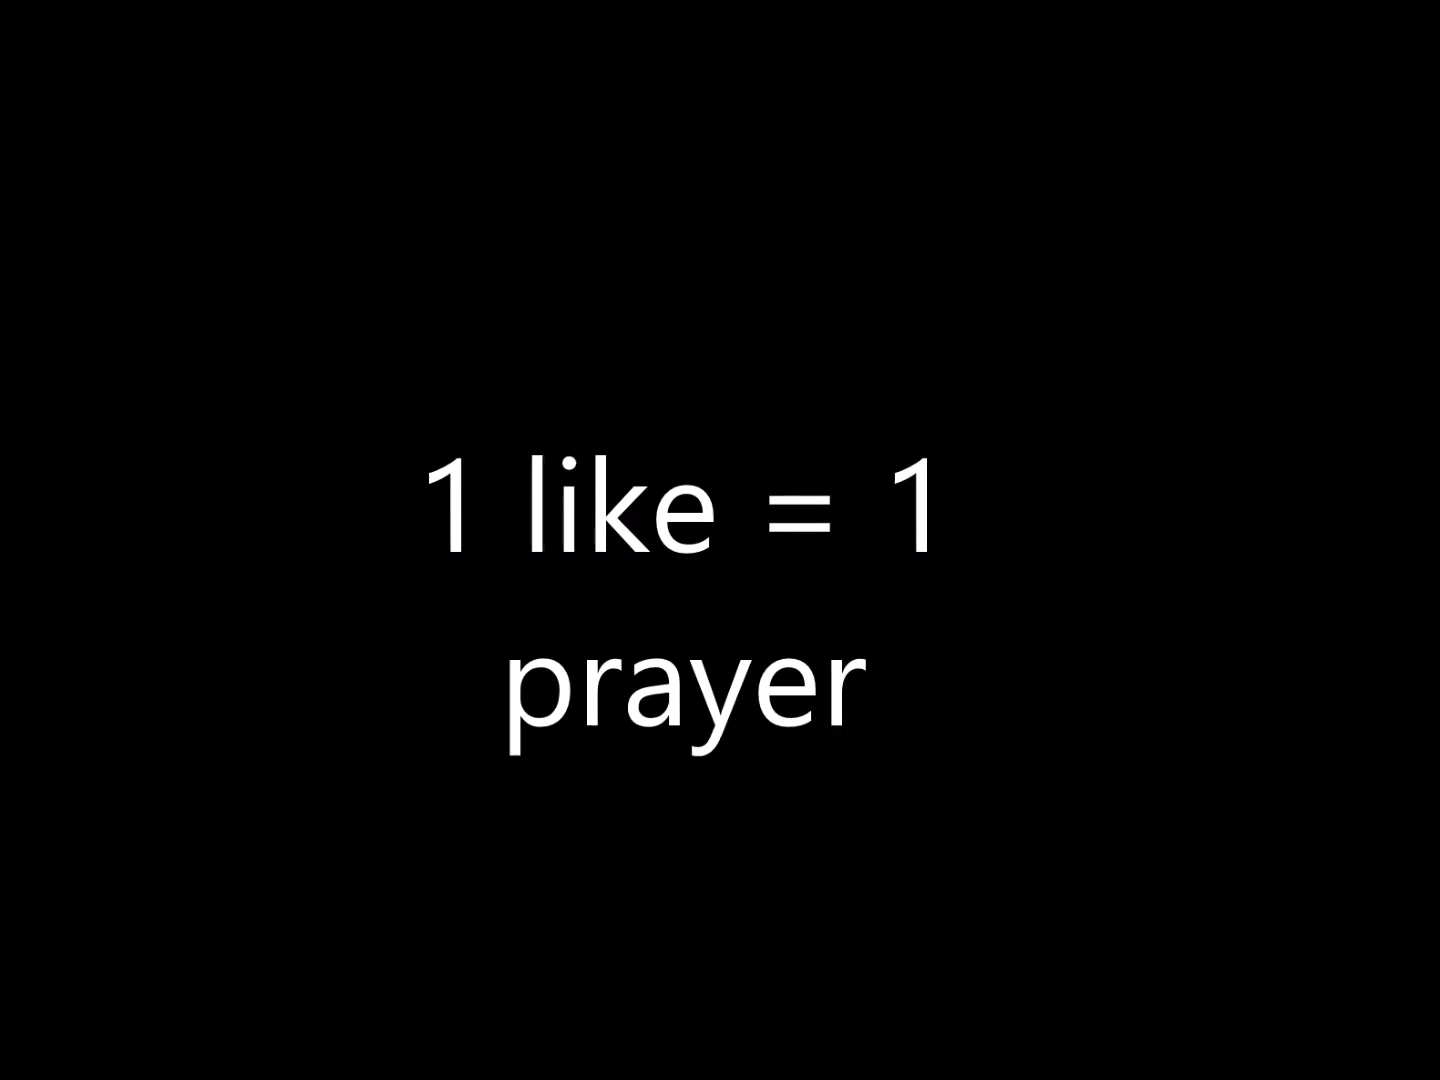 1 like = 1
prayer